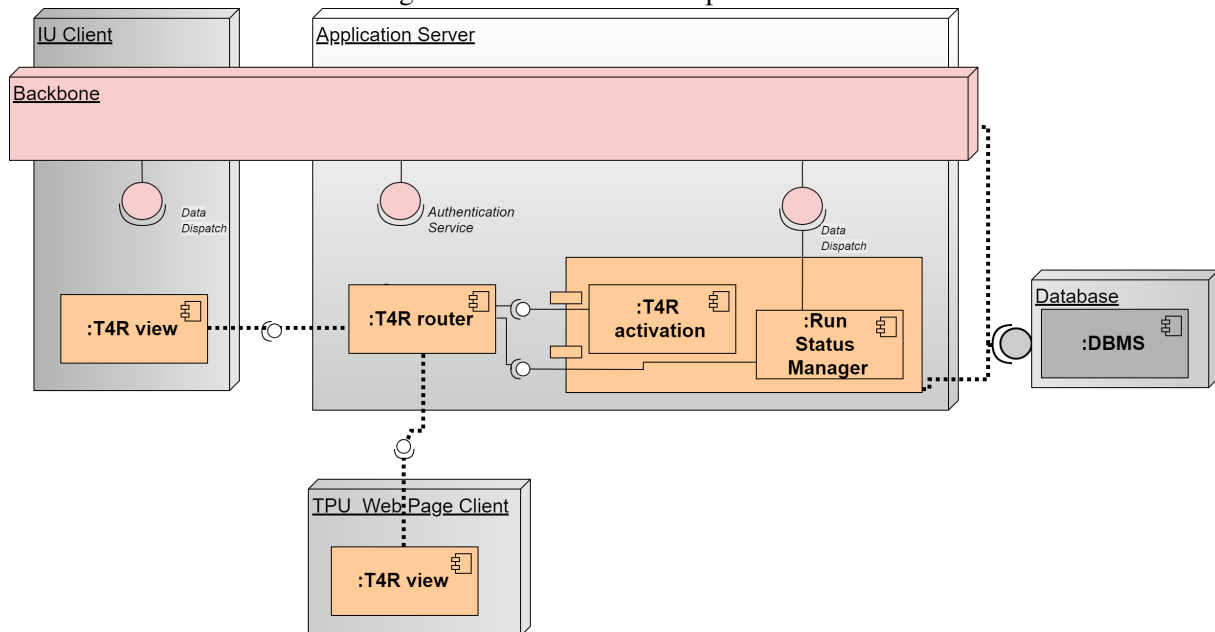 IU Client
Application Server
Backbone
Data
Dispatch
Authentication
Service
Data
Dispatch
:T4R view
:T4R router
:T4R
activation
:Run
Status
Manager
Database
:DBMS
TPU Web Page Client
:T4R view